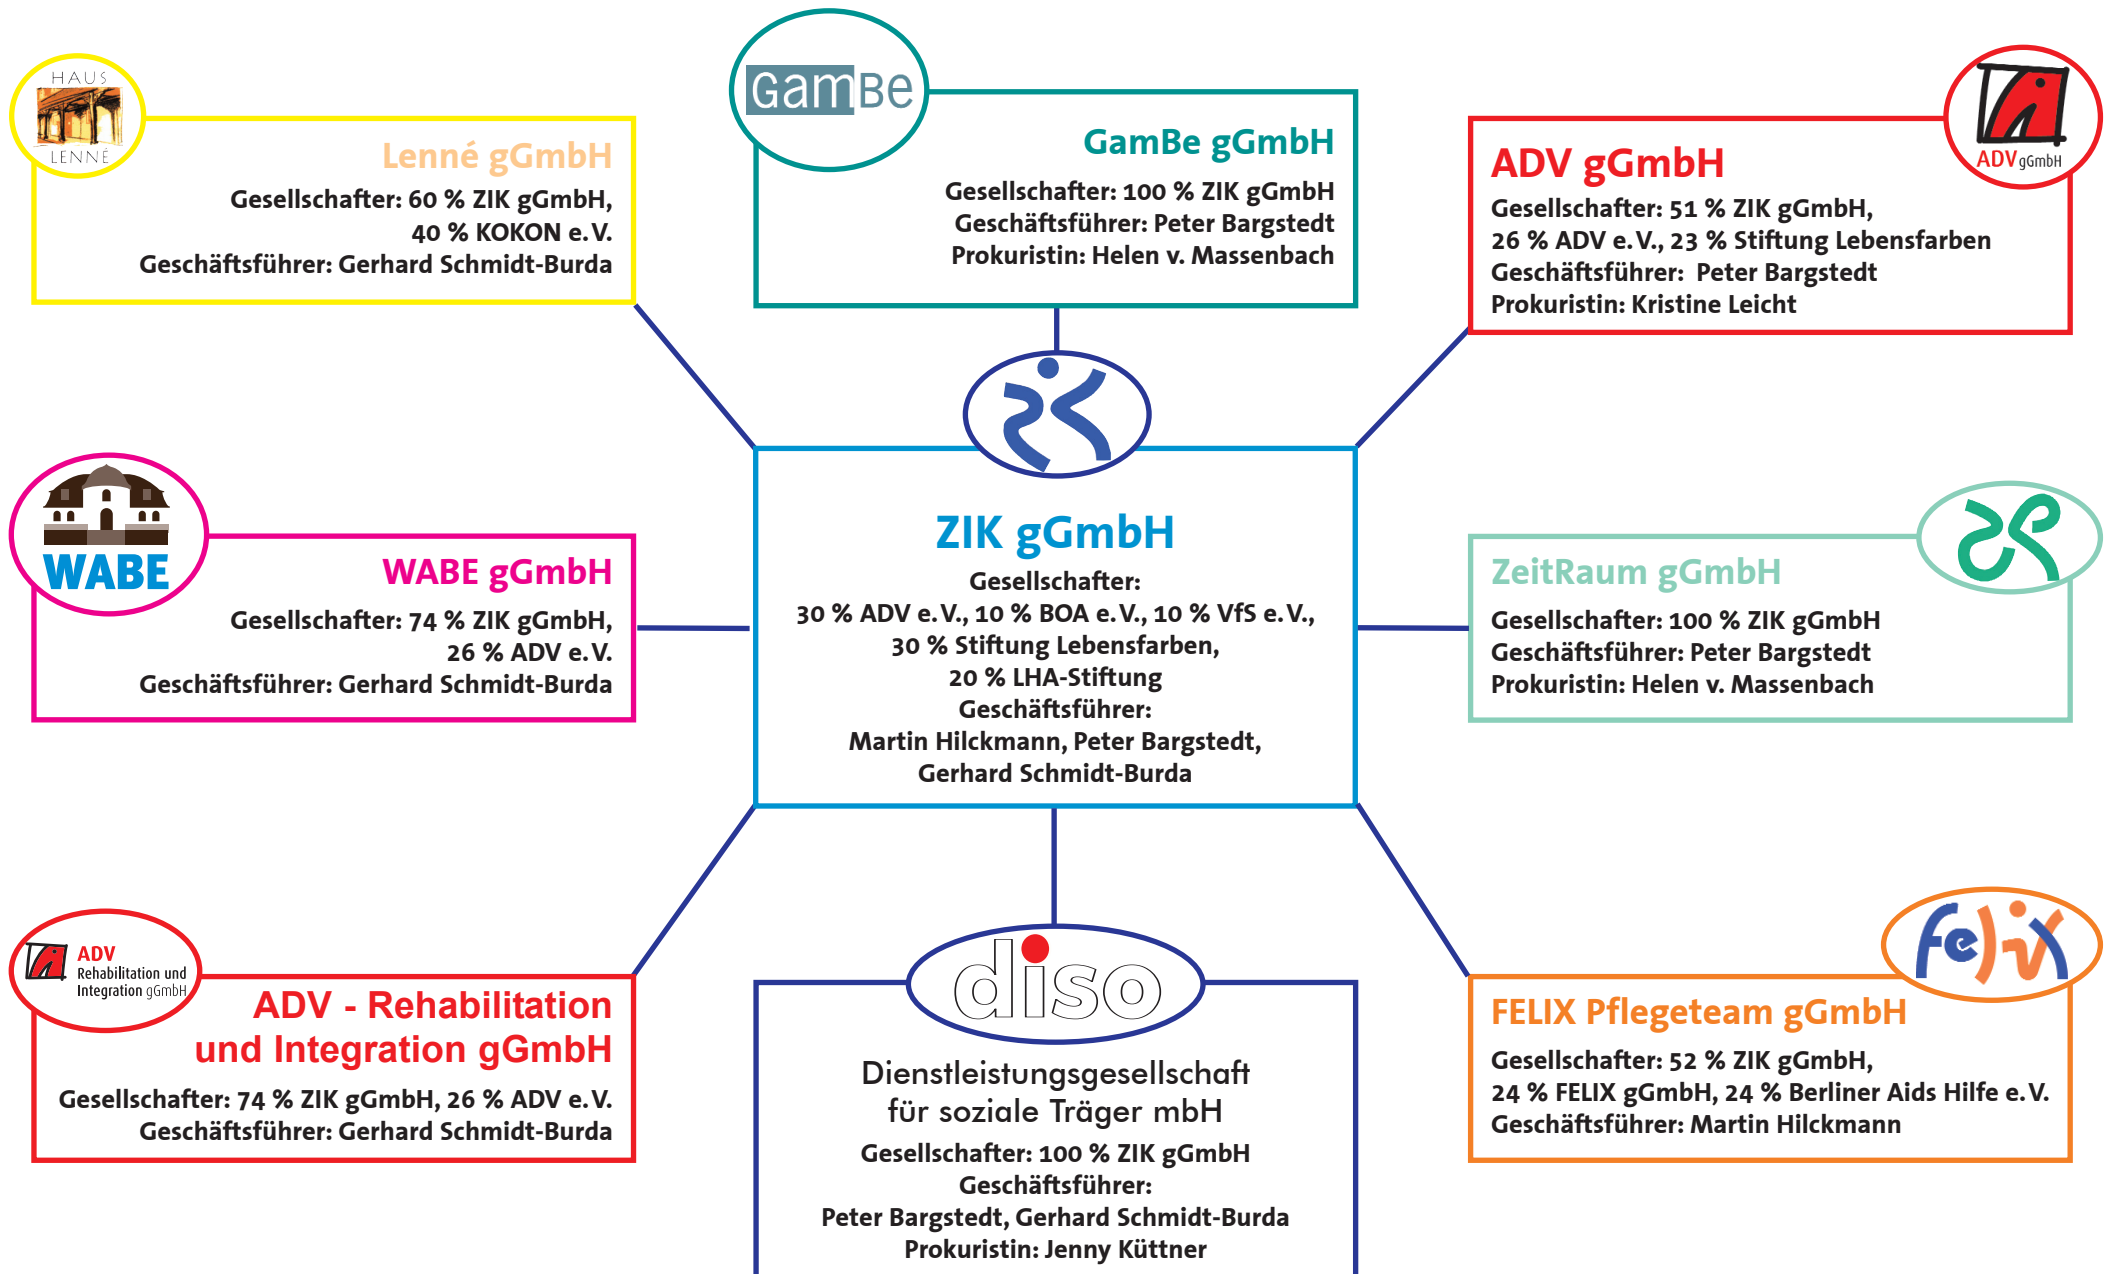 HAUS
LENNÉ
Lenné gGmbH
Gesellschafter: 60 % ZIK gGmbH,
40 % KOKON e. V.
Geschäftsführer: Gerhard Schmidt-Burda
GamBe
GamBe gGmbH
Gesellschafter: 100 % ZIK gGmbH
Geschäftsführer: Peter Bargstedt
Prokuristin: Helen v. Massenbach
ADV gGmbH
ADV gGmbH
Gesellschafter: 51 % ZIK gGmbH,
26 % ADV e. V., 23 % Stiftung Lebensfarben
Geschäftsführer: Peter Bargstedt
Prokuristin: Kristine Leicht
WABE
WABE gGmbH
Gesellschafter: 74 % ZIK gGmbH,
26 % ADV e. V.
Geschäftsführer: Gerhard Schmidt-Burda
ZIK gGmbH
Gesellschafter:
30 % ADV e. V., 10 % BOA e. V., 10 % VfS e. V.,
30 % Stiftung Lebensfarben,
20 % LHA-Stiftung
Geschäftsführer:
Martin Hilckmann, Peter Bargstedt,
Gerhard Schmidt-Burda
ZeitRaum gGmbH
Gesellschafter: 100 % ZIK gGmbH
Geschäftsführer: Peter Bargstedt
Prokuristin: Helen v. Massenbach
ADV
Rehabilitation und
Integration gGmbH
ADV - Rehabilitation
und Integration gGmbH
Gesellschafter: 74 % ZIK gGmbH, 26 % ADV e. V.
Geschäftsführer: Gerhard Schmidt-Burda
diso
Dienstleistungsgesellschaft
für soziale Träger mbH
Gesellschafter: 100 % ZIK gGmbH
Geschäftsführer:
Peter Bargstedt, Gerhard Schmidt-Burda
Prokuristin: Jenny Küttner
Felix
FELIX Pflegeteam gGmbH
Gesellschafter: 52 % ZIK gGmbH,
24 % FELIX gGmbH, 24 % Berliner Aids Hilfe e. V.
Geschäftsführer: Martin Hilckmann